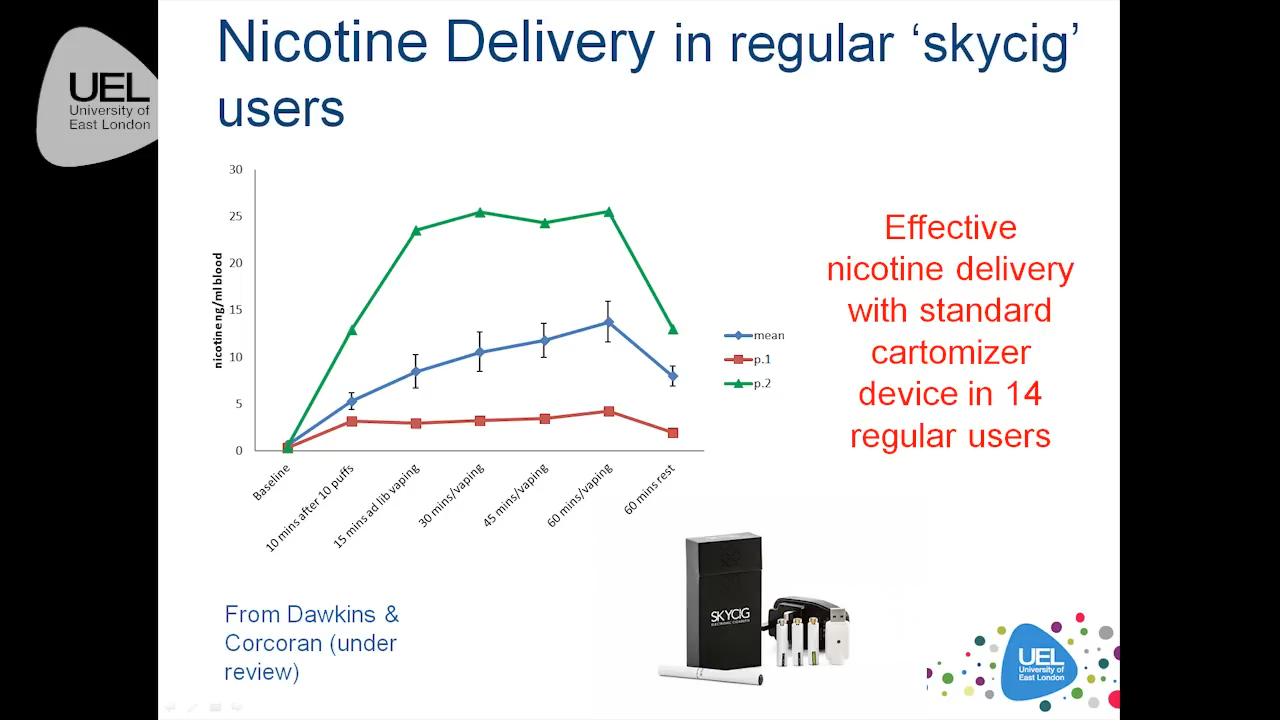 UEL
University of
East London
Nicotine Delivery in regular ‘skycig’
users
30
25
20
15
10
5
0
nicotine ng/ml blood
Baseline
10 mins after 10 puffs
15 mins ad lib vaping
30 mins/vaping
45 mins/vaping
60 mins/vaping
60 mins rest
mean
p.1
p.2
Effective
nicotine delivery
with standard
cartomizer
device in 14
regular users
From Dawkins &
Corcoran (under
review)
SKYCIG
ELECTRONIC CIGARETTE
UEL
University of
East London